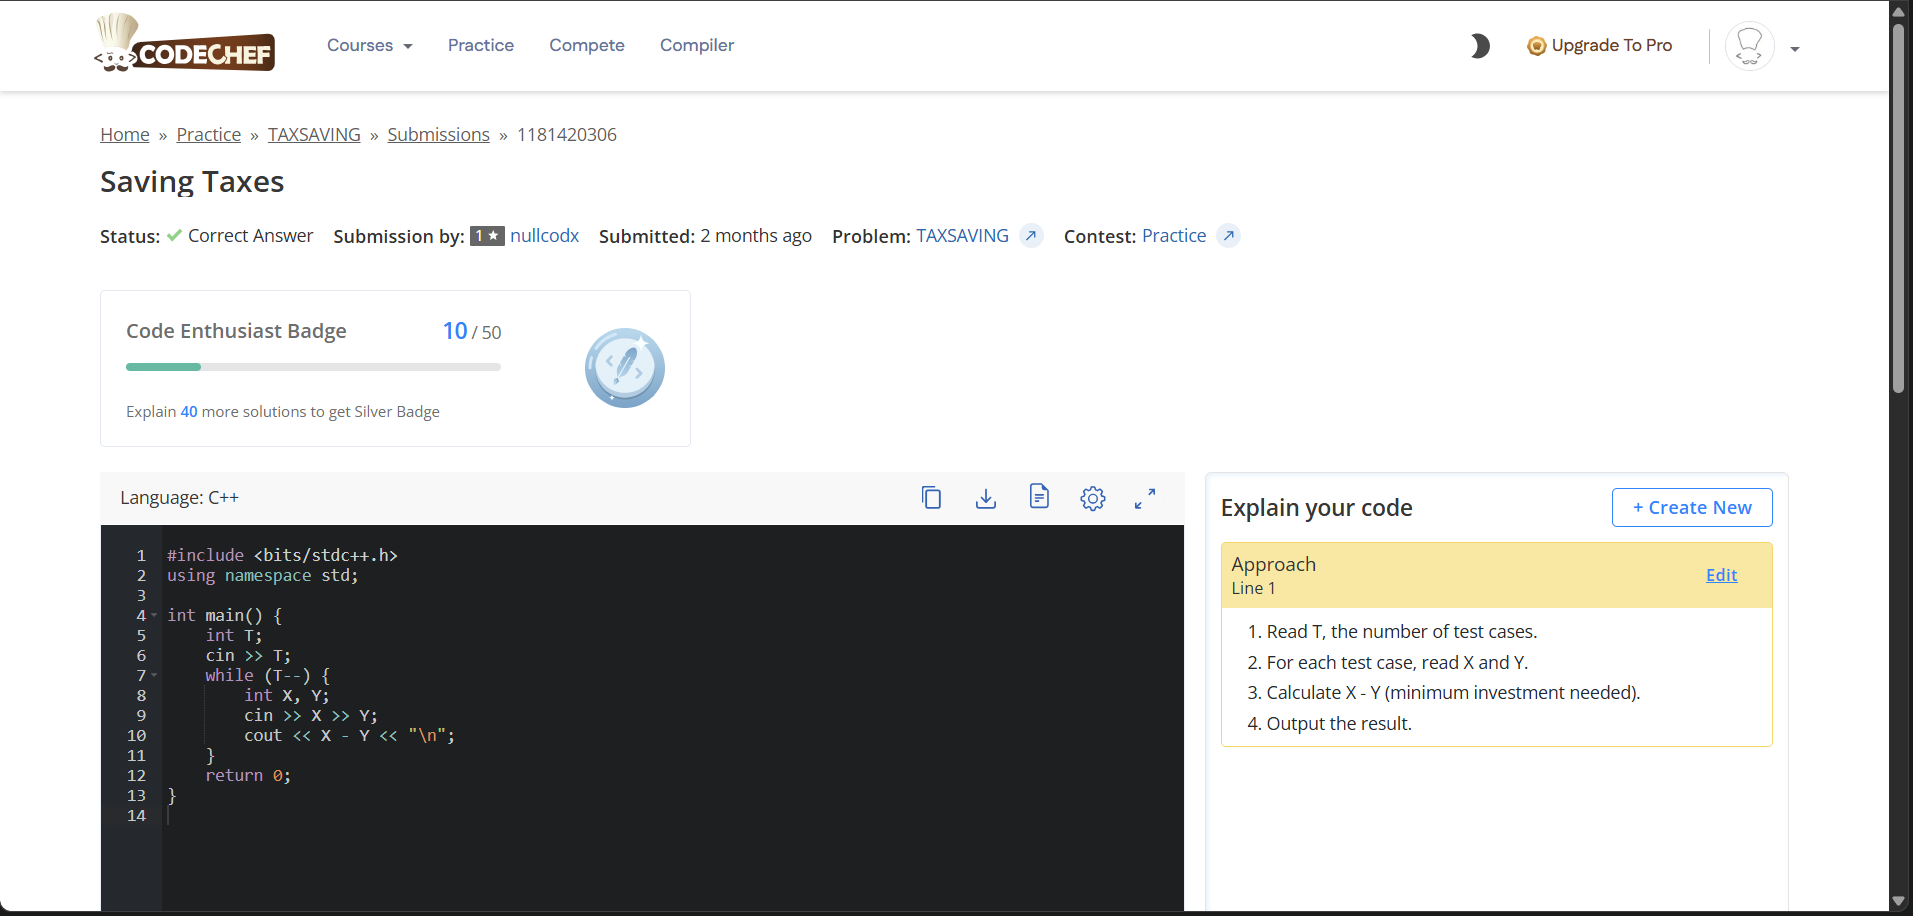 CODECHEF Courses Practice Compete Compiler Upgrade To Pro
Home » Practice » TAXSAVING » Submissions » 1181420306
Saving Taxes
Status: Correct Answer Submission by: 1★ nullcodx Submitted: 2 months ago Problem: TAXSAVING Contest: Practice
Code Enthusiast Badge 10 / 50
Explain 40 more solutions to get Silver Badge
Language: C++
1 #include <bits/stdc++.h>
2 using namespace std;
3
4 int main() {
5     int T;
6     cin >> T;
7     while (T--) {
8         int X, Y;
9         cin >> X >> Y;
10         cout << X - Y << "\n";
11     }
12     return 0;
13 }
14
Explain your code + Create New
Approach
Line 1
Edit
1. Read T, the number of test cases.
2. For each test case, read X and Y.
3. Calculate X - Y (minimum investment needed).
4. Output the result.